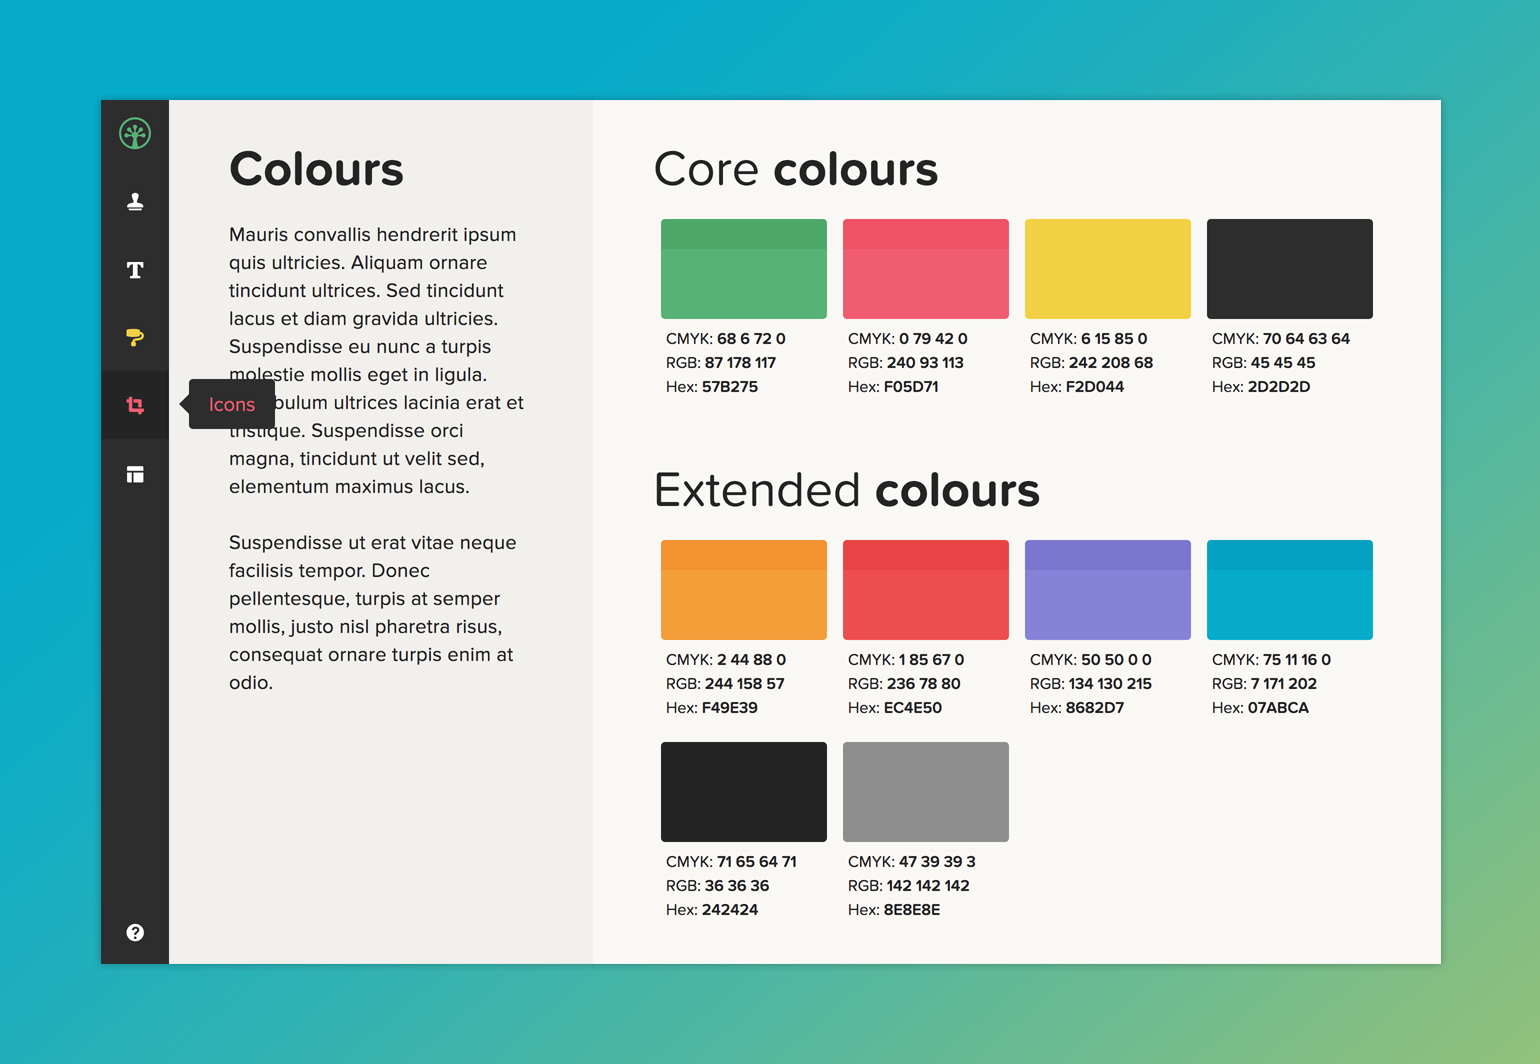 Colours
Mauris convallis hendrerit ipsum
quis ultricies. Aliquam ornare
tincidunt ultrices. Sed tincidunt
lacus et diam gravida ultricies.
Suspendisse eu nunc a turpis
molestie mollis eget in ligula.
bulum ultrices lacinia erat et
tristique. Suspendisse orci
magna, tincidunt ut velit sed,
elementum maximus lacus.
Suspendisse ut erat vitae neque
facilisis tempor. Donec
pellentesque, turpis at semper
mollis, justo nisl pharetra risus,
consequat ornare turpis enim at
odio.
Icons
Core colours
CMYK: 68 6 72 0
RGB: 87 178 117
Hex: 57B275
CMYK: 0 79 42 0
RGB: 240 93 113
Hex: F05D71
CMYK: 6 15 85 0
RGB: 242 208 68
Hex: F2D044
CMYK: 70 64 63 64
RGB: 45 45 45
Hex: 2D2D2D
Extended colours
CMYK: 2 44 88 0
RGB: 244 158 57
Hex: F49E39
CMYK: 1 85 67 0
RGB: 236 78 80
Hex: EC4E50
CMYK: 50 50 0 0
RGB: 134 130 215
Hex: 8682D7
CMYK: 75 11 16 0
RGB: 7 171 202
Hex: 07ABCA
CMYK: 71 65 64 71
RGB: 36 36 36
Hex: 242424
CMYK: 47 39 39 3
RGB: 142 142 142
Hex: 8E8E8E